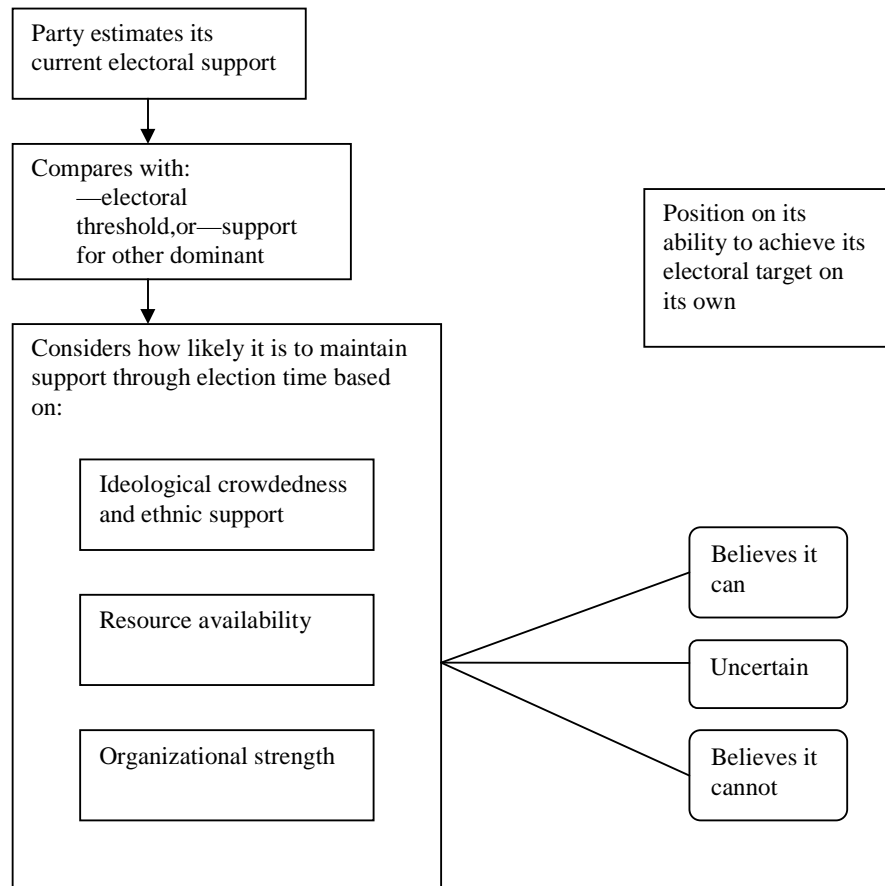 Party estimates its
current electoral support
Compares with:
—electoral
threshold,or—support
for other dominant
Position on its
ability to achieve its
electoral target on
its own
Considers how likely it is to maintain
support through election time based
on:
Ideological crowdedness
and ethnic support
Resource availability
Organizational strength
Believes it
can
Uncertain
Believes it
cannot